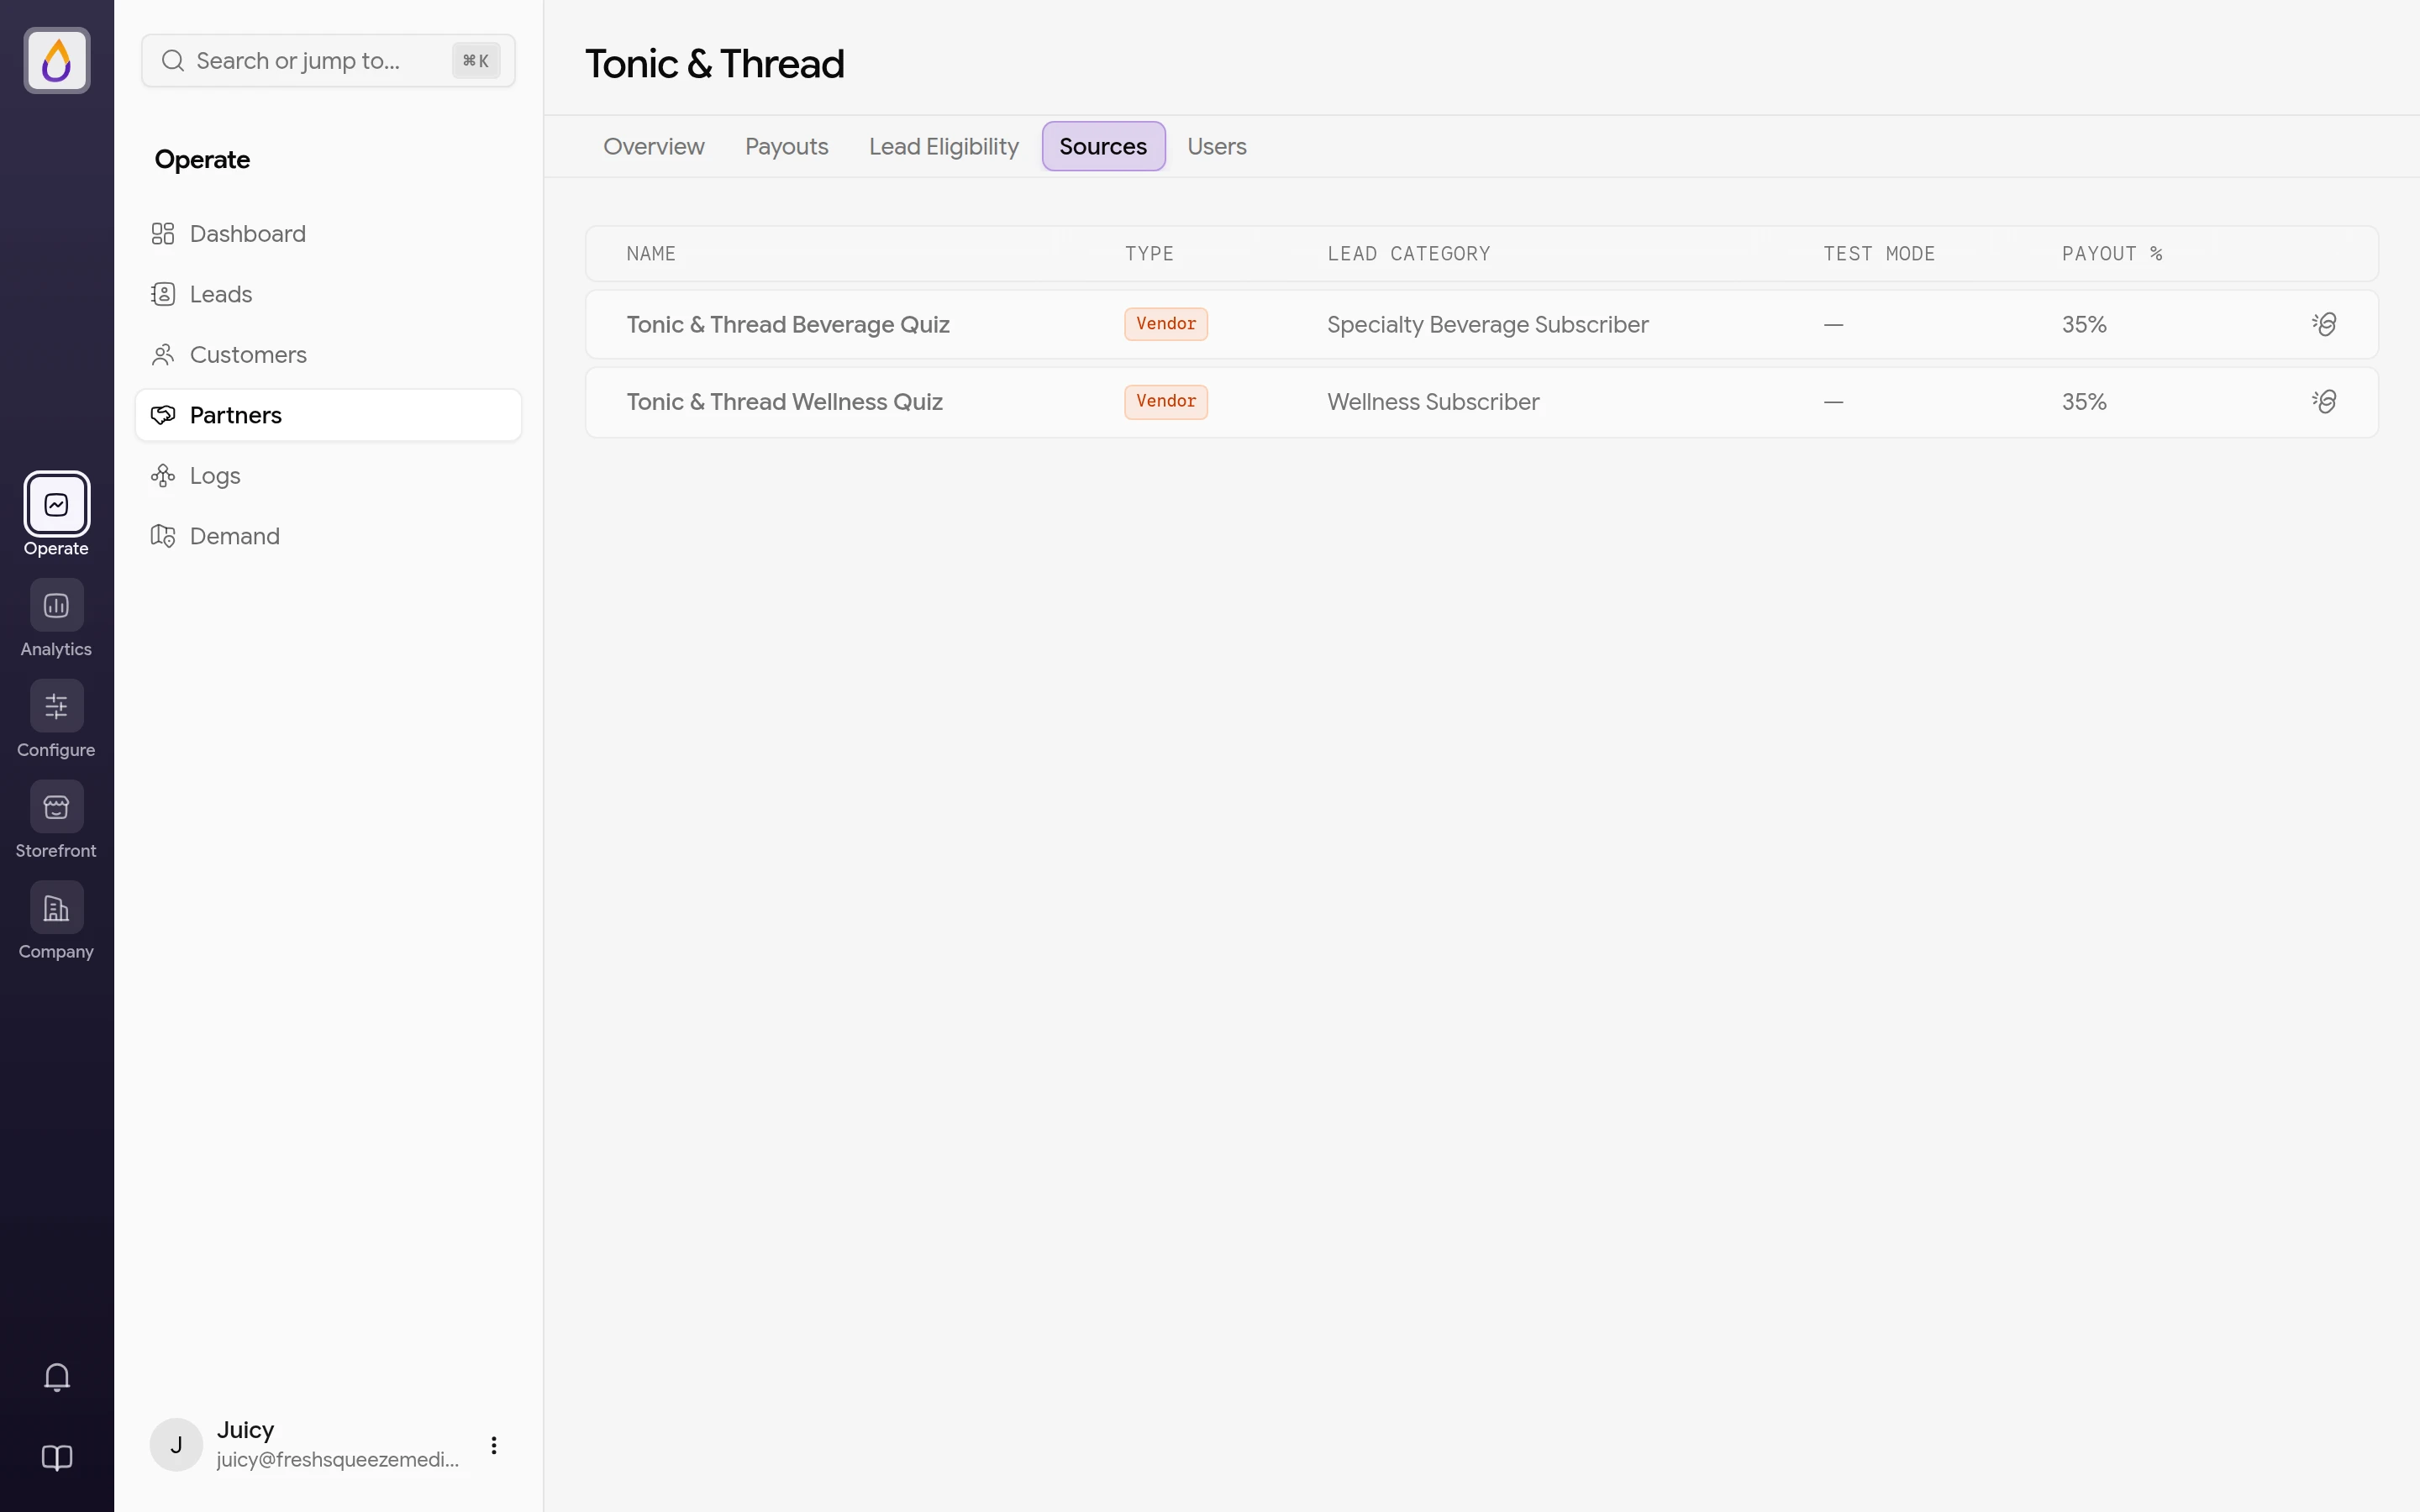 Search or jump to...
⌘K
Operate
Dashboard
Leads
Customers
Partners
Logs
Demand
Operate
Analytics
Configure
Storefront
Company
J
Juicy
juicy@freshsqueezemedi...
Tonic & Thread
Overview Payouts Lead Eligibility Sources Users
NAME TYPE LEAD CATEGORY TEST MODE PAYOUT %
Tonic & Thread Beverage Quiz Vendor Specialty Beverage Subscriber — 35%
Tonic & Thread Wellness Quiz Vendor Wellness Subscriber — 35%